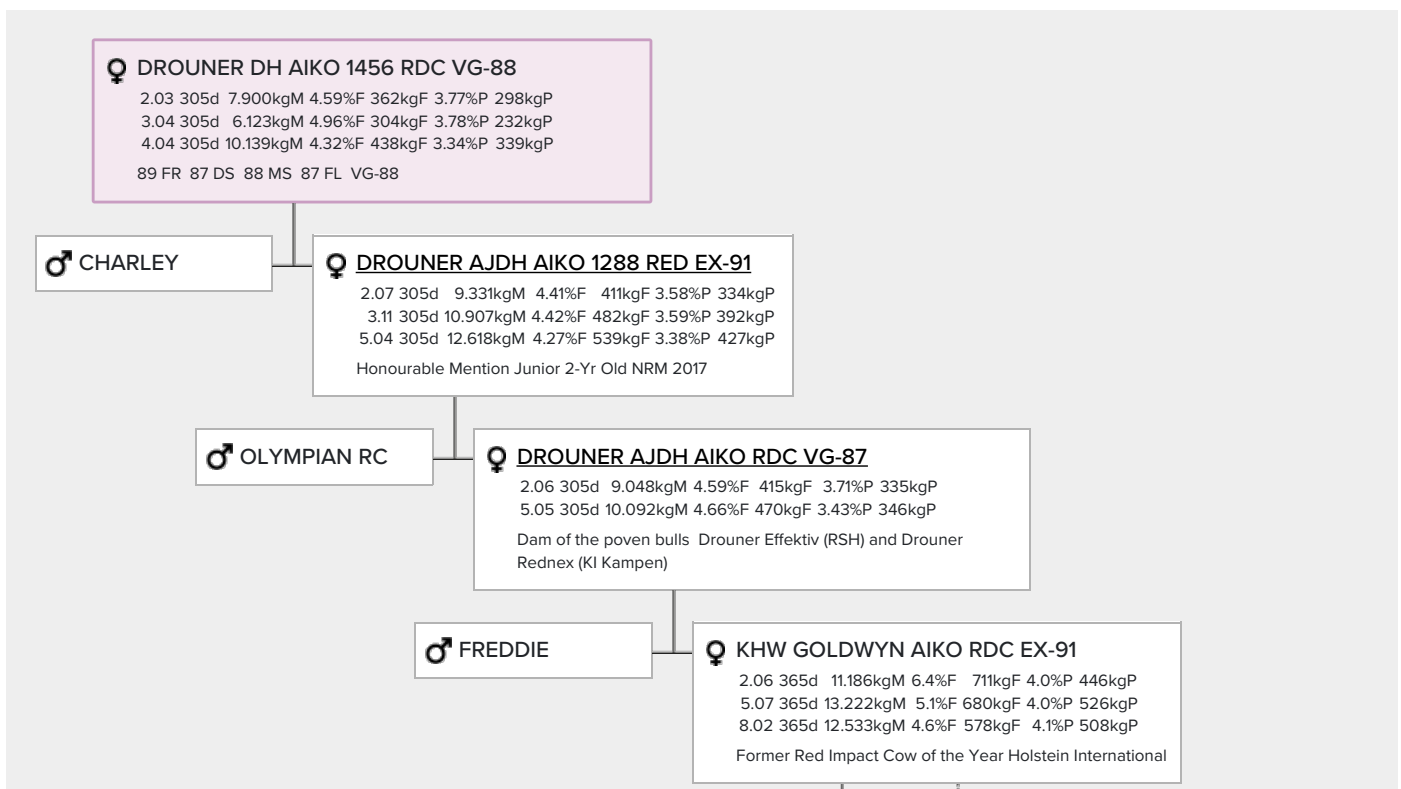 DROUNER DH AIKO 1456 RDC VG-88
2.03 305d 7.900kgM 4.59%F 362kgF 3.77%P 298kgP
3.04 305d 6.123kgM 4.96%F 304kgF 3.78%P 232kgP
4.04 305d 10.139kgM 4.32%F 438kgF 3.34%P 339kgP
89 FR 87 DS 88 MS 87 FL VG-88
CHARLEY
DROUNER AJDH AIKO 1288 RED EX-91
2.07 305d 9.331kgM 4.41%F 411kgF 3.58%P 334kgP
3.11 305d 10.907kgM 4.42%F 482kgF 3.59%P 392kgP
5.04 305d 12.618kgM 4.27%F 539kgF 3.38%P 427kgP
Honourable Mention Junior 2-Yr Old NRM 2017
OLYMPIAN RC
DROUNER AJDH AIKO RDC VG-87
2.06 305d 9.048kgM 4.59%F 415kgF 3.71%P 335kgP
5.05 305d 10.092kgM 4.66%F 470kgF 3.43%P 346kgP
Dam of the poven bulls Drouner Effektiv (RSH) and Drouner
Rednex (KI Kampen)
FREDDIE
KHW GOLDWYN AIKO RDC EX-91
2.06 365d 11.186kgM 6.4%F 711kgF 4.0%P 446kgP
5.07 365d 13.222kgM 5.1%F 680kgF 4.0%P 526kgP
8.02 365d 12.533kgM 4.6%F 578kgF 4.1%P 508kgP
Former Red Impact Cow of the Year Holstein International